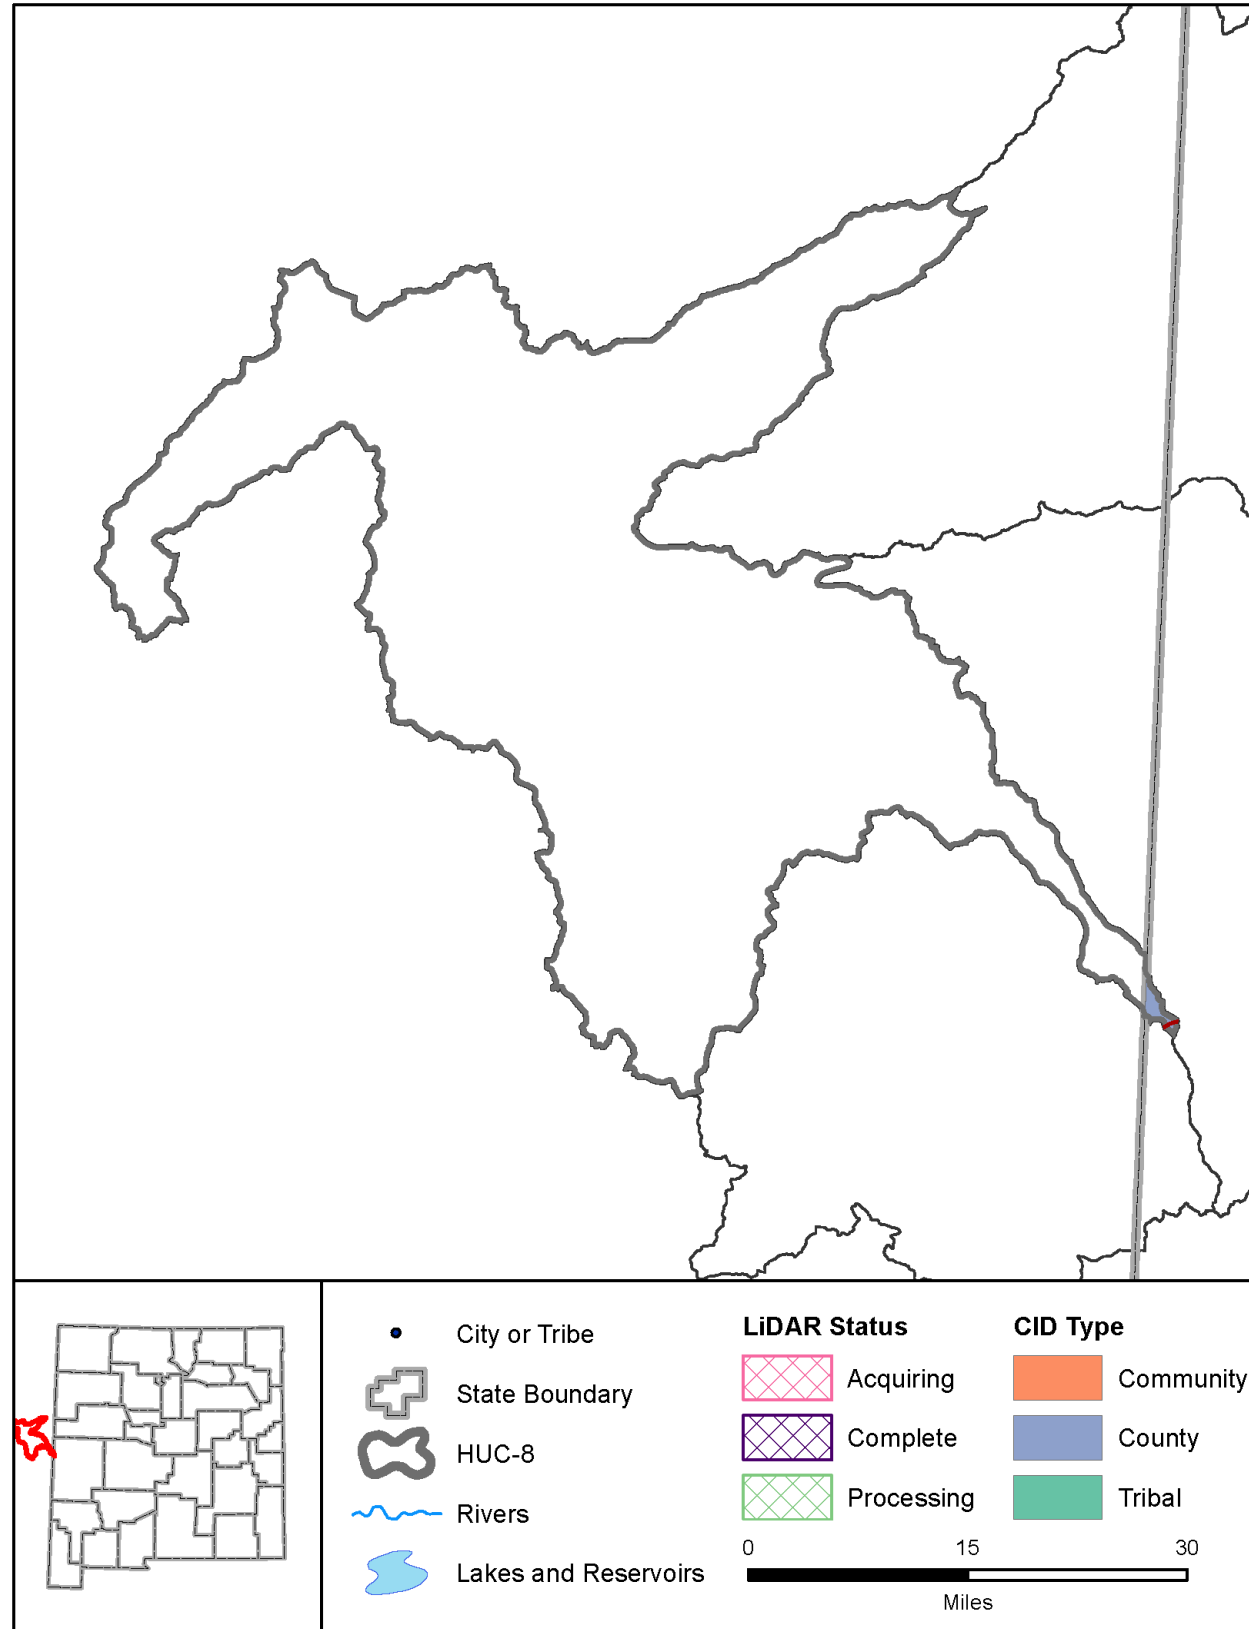 City or Tribe
State Boundary
HUC-8
Rivers
Lakes and Reservoirs
LiDAR Status
Acquiring
Complete
Processing
CID Type
Community
County
Tribal
0 15 30
Miles